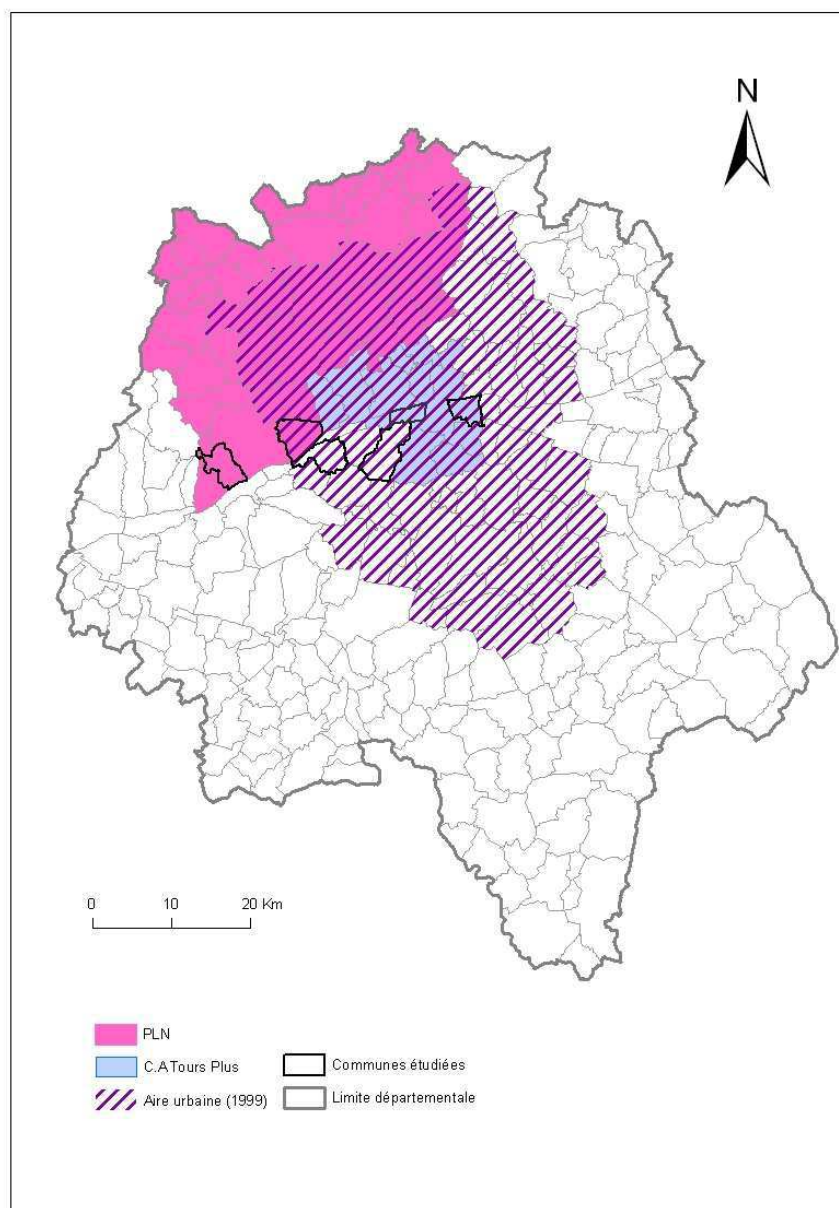 N
0 10 20 Km
PLN
C.A Tours Plus
Communes étudiées
Aire urbaine (1999)
Limite départementale